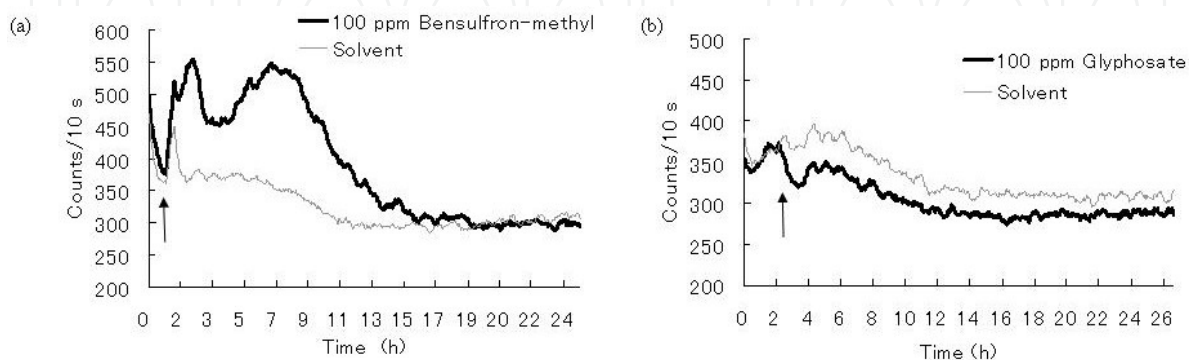 (a)
100 ppm Bensulfron-methyl
Solvent
Counts/10 s
600
550
500
450
400
350
300
250
200
0 2 3 5 7 9 11 13 15 17 19 20 22 24
Time (h)
(b)
100 ppm Glyphosate
Solvent
Counts/10 s
500
450
400
350
300
250
200
0 2 4 6 8 10 12 14 16 18 20 22 24 26
Time (h)